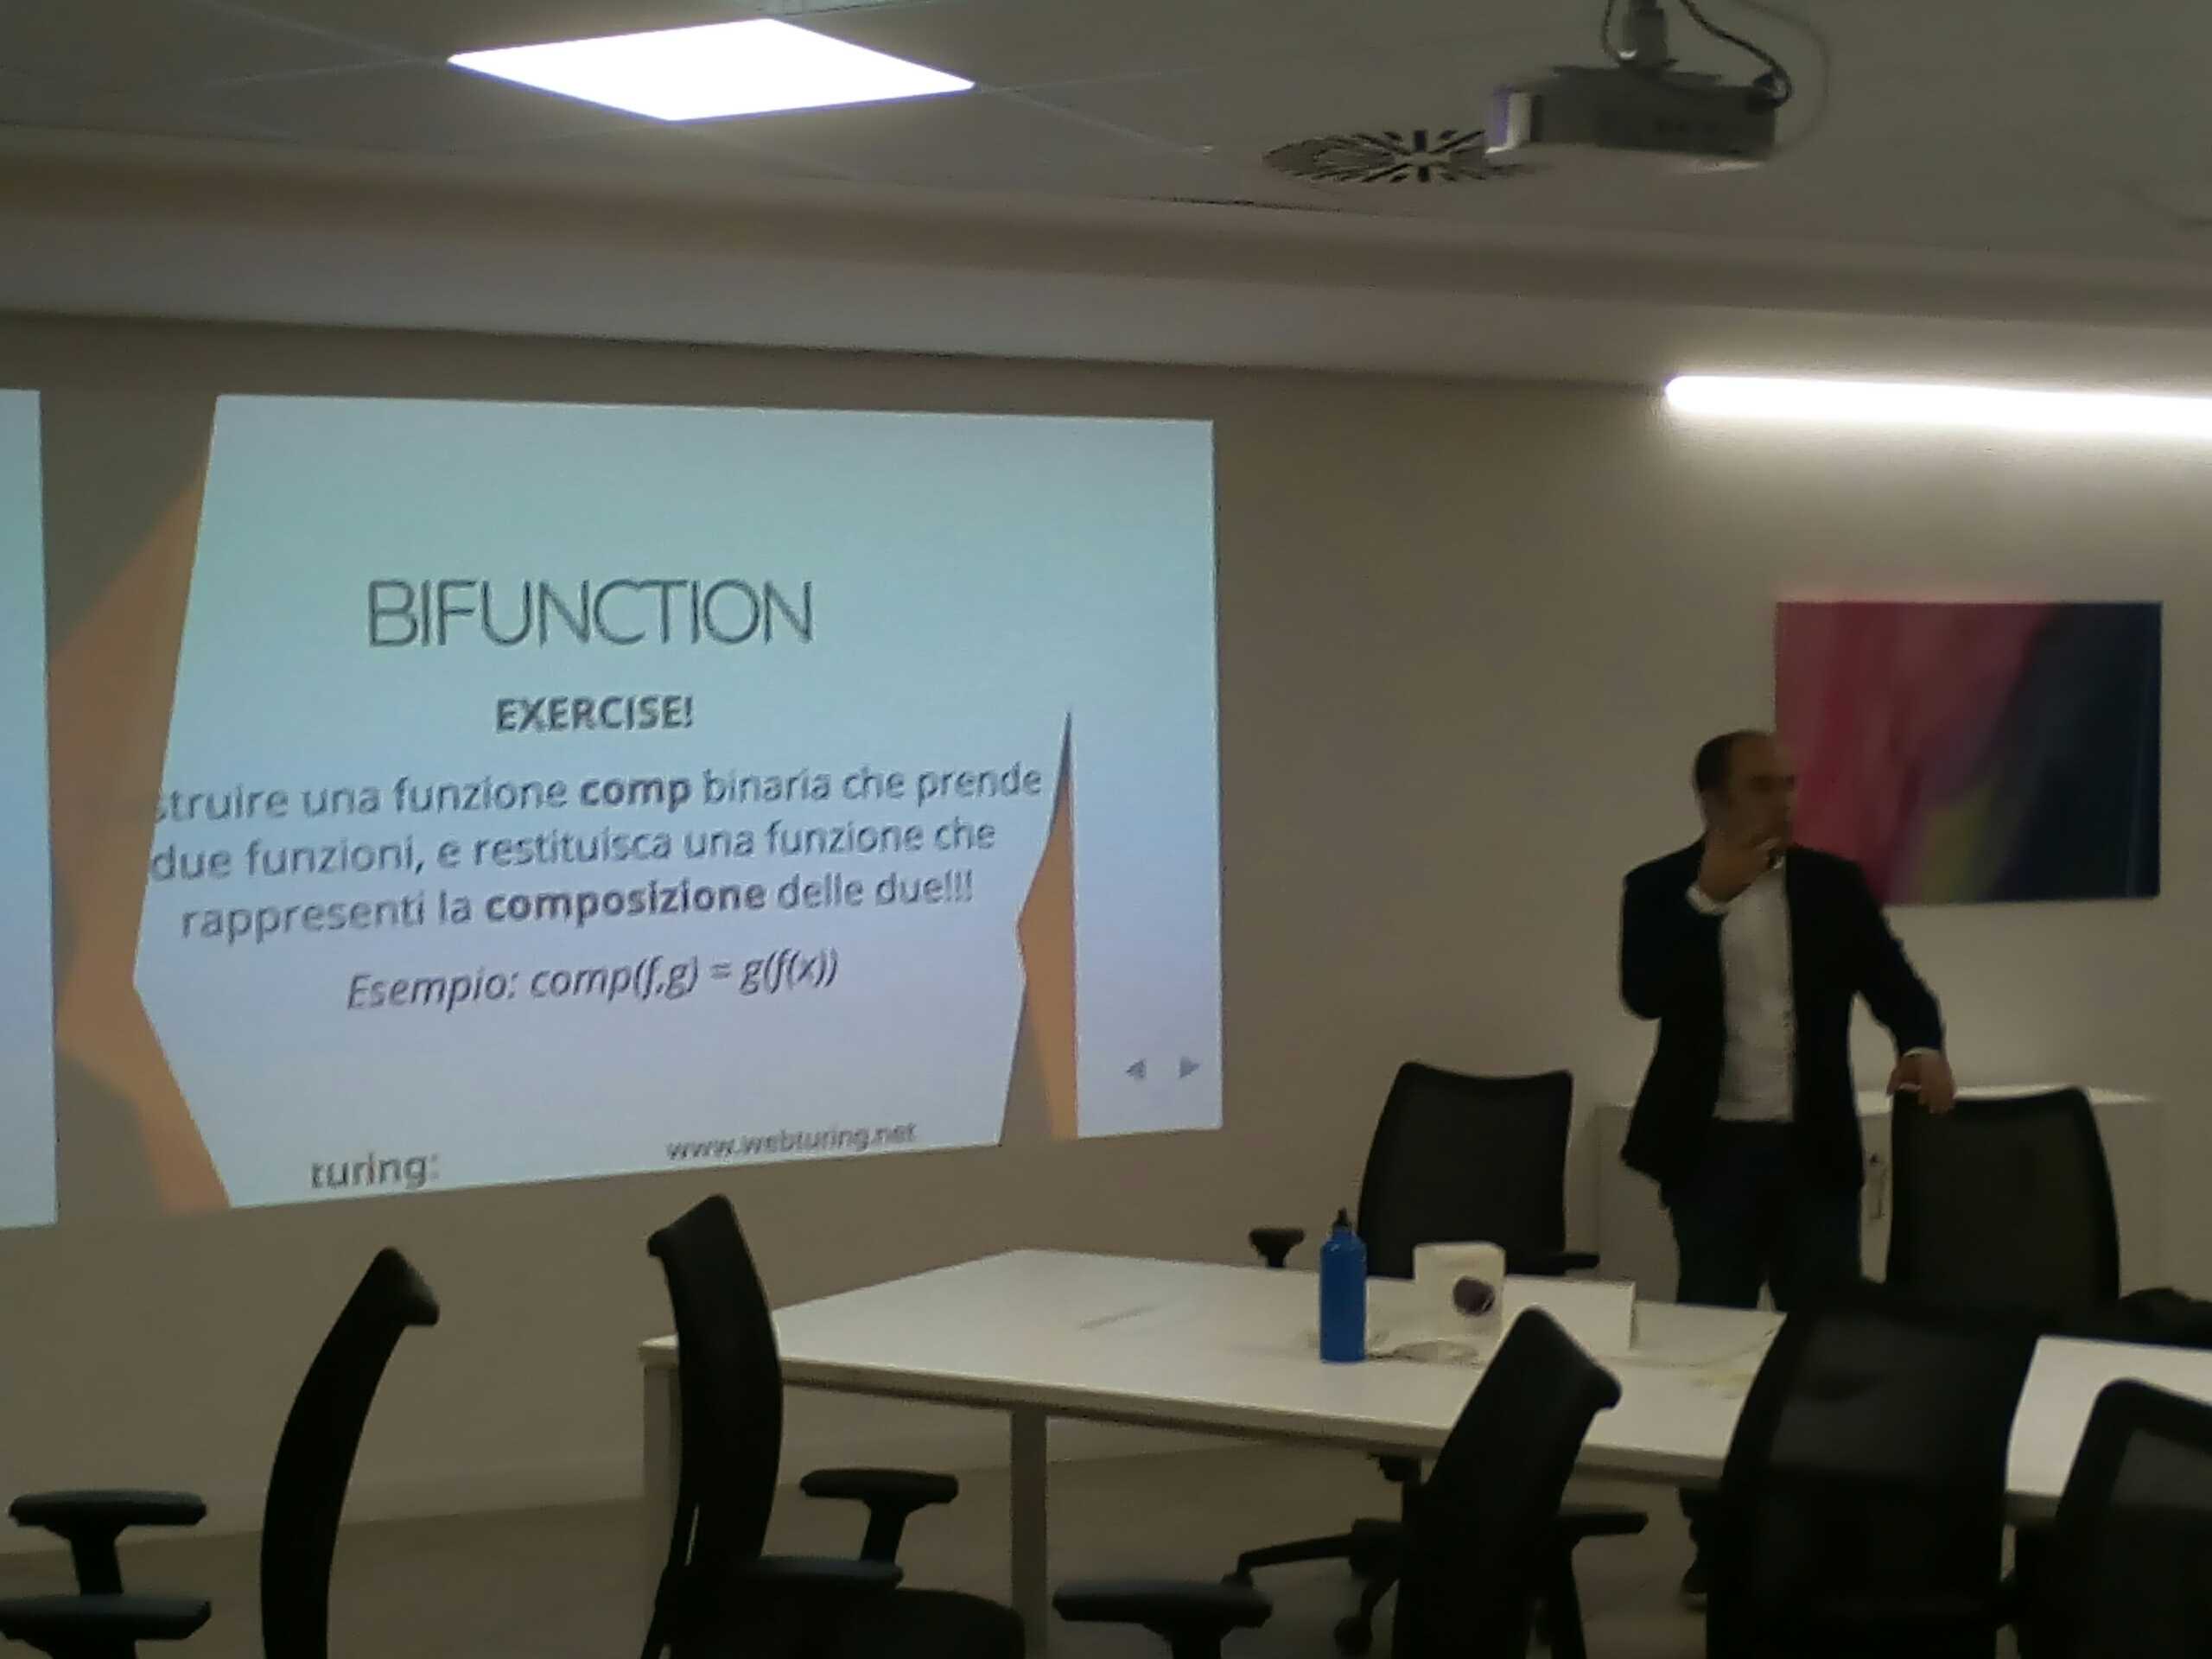 BIFUNCTION
EXERCISE!
struire una funzione comp binaria che prende
due funzioni, e restituisca una funzione che
rappresenti la composizione delle due!!!
Esempio: comp(f,g) = g(f(x))
turing:
www.webturing.net